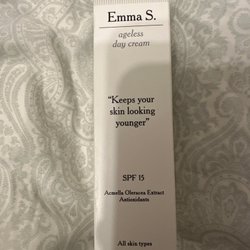 Emma S.
ageless
day cream
"Keeps your
skin looking
younger"
SPF 15
Acmella Oleracea Extract
Antioxidants
All skin types